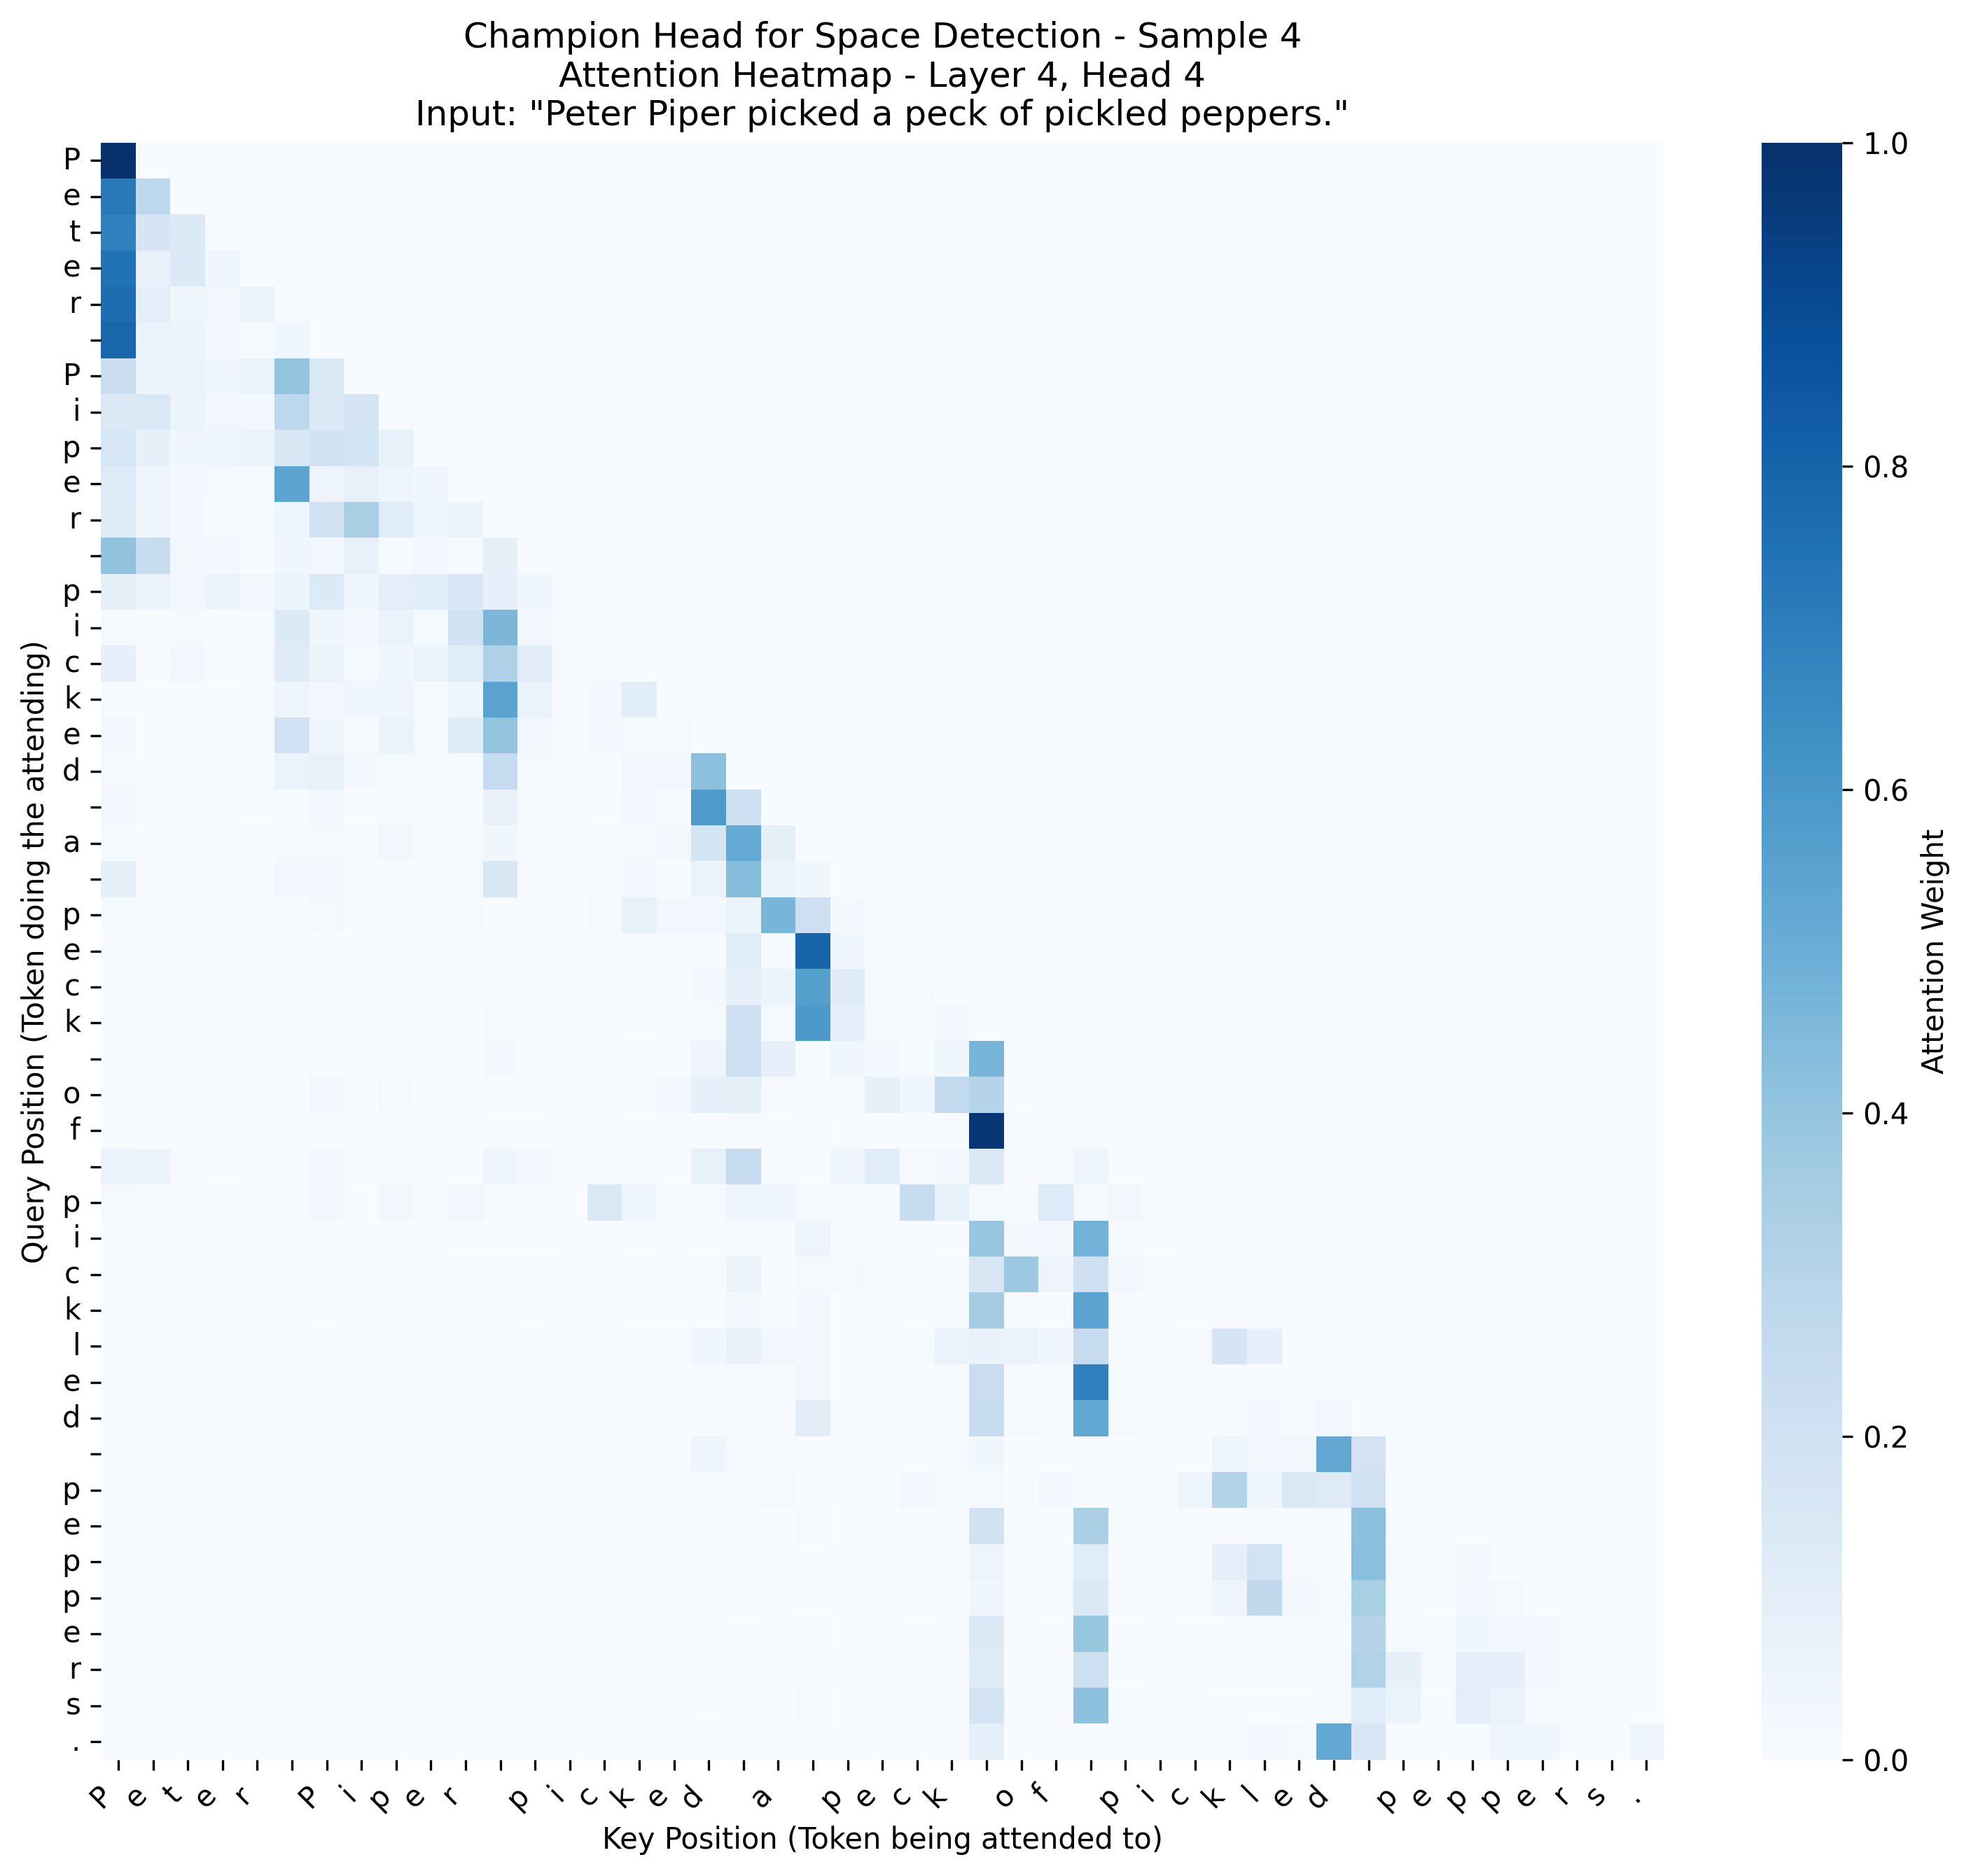 Champion Head for Space Detection - Sample 4
Attention Heatmap - Layer 4, Head 4
Input: "Peter Piper picked a peck of pickled peppers."
Query Position (Token doing the attending)
P
e
t
e
r
P
i
p
e
r
p
i
c
k
e
d
a
p
e
c
k
o
f
p
i
c
k
l
e
d
p
e
p
p
e
r
s
.
P e t e r P i p e r p i c k e d a p e c k o f p i c k l e d p e p p e r s .
Key Position (Token being attended to)
1.0
0.8
0.6
0.4
0.2
0.0
Attention Weight